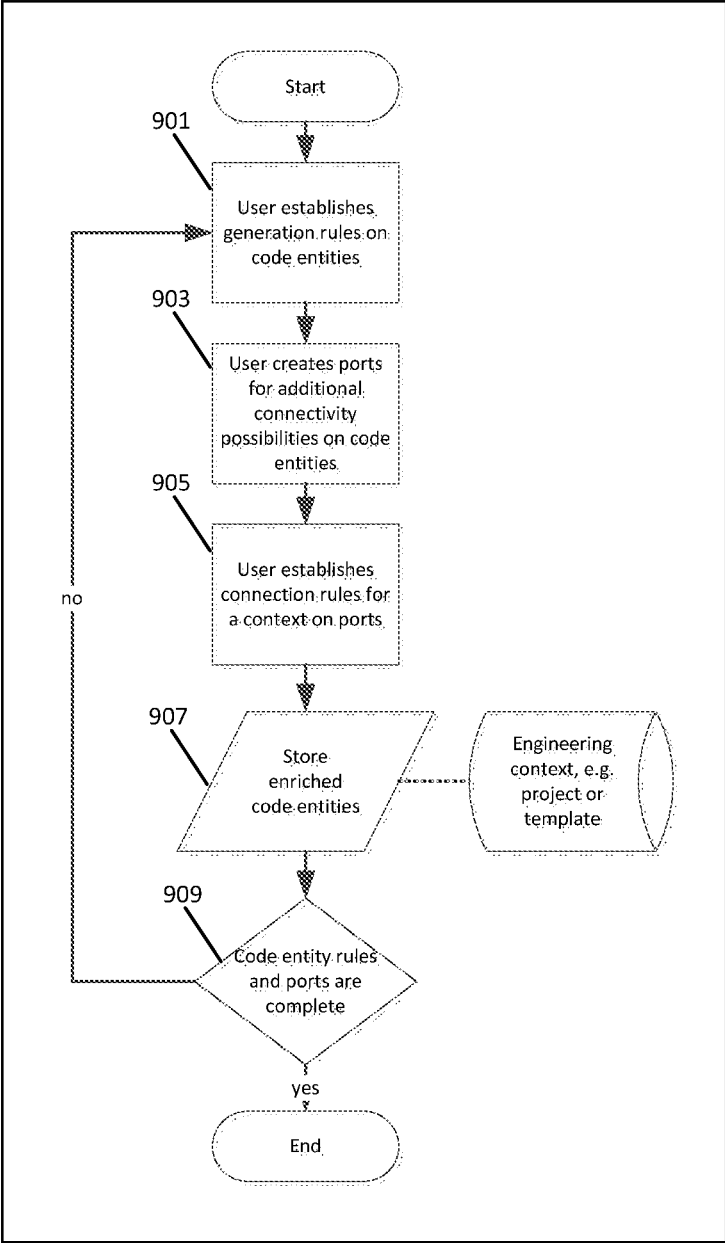 Start
901
User establishes
generation rules on
code entities
903
User creates ports
for additional
connectivity
possibilities on code
entities
905
User establishes
connection rules for
a context on ports
no
907
Store
enriched
code entities
Engineering
context, e.g.
project or
template
909
Code entity rules
and ports are
complete
yes
End